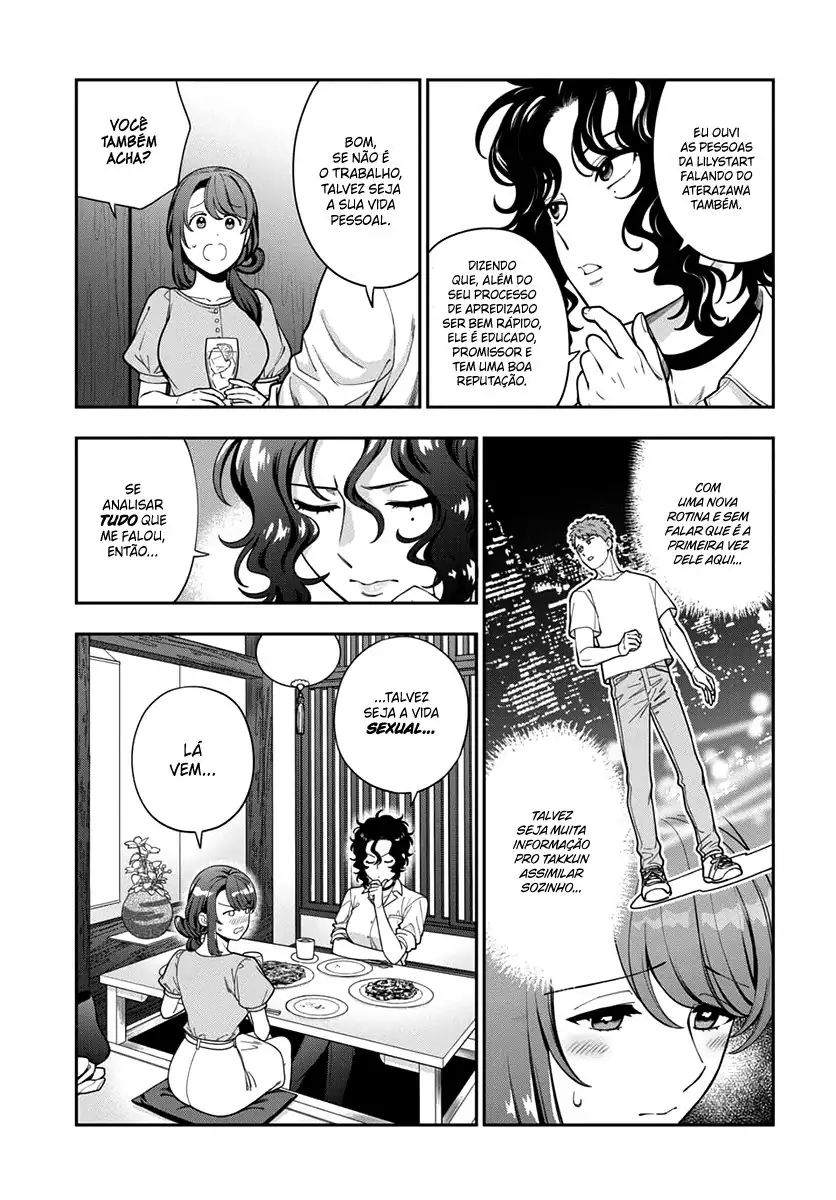 EU OUVI
AS PESSOAS
DA LILYSTART
FALANDO DO
ATERAZAWA
TAMBÉM.
DIZENDO
QUE, ALÉM DO
SEU PROCESSO
DE APREDIZADO
SER BEM RÁPIDO,
ELE É EDUCADO,
PROMISSOR E
TEM UMA BOA
REPUTAÇÃO.
BOM,
SE NÃO É
O TRABALHO,
TALVEZ SEJA
A SUA VIDA
PESSOAL.
VOCÊ
TAMBÉM
ACHA?
COM
UMA NOVA
ROTINA E SEM
FALAR QUE É A
PRIMEIRA VEZ
DELE AQUI...
TALVEZ
SEJA MUITA
INFORMAÇÃO
PRO TAKKUN
ASSIMILAR
SOZINHO...
SE
ANALISAR
TUDO QUE
ME FALOU,
ENTÃO...
...TALVEZ
SEJA A VIDA
SEXUAL...
LÁ
VEM...